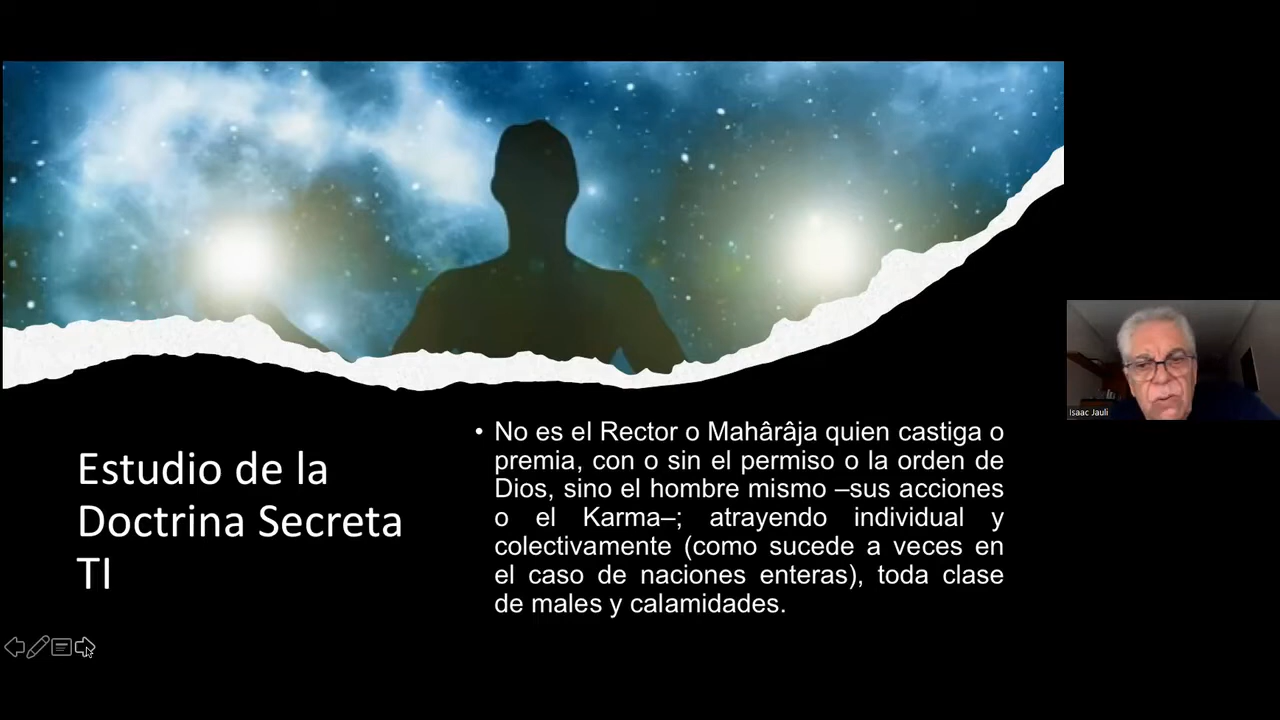 Estudio de la
Doctrina Secreta
TI
• No es el Rector o Mahârâja quien castiga o
premia, con o sin el permiso o la orden de
Dios, sino el hombre mismo –sus acciones
o el Karma–; atrayendo individual y
colectivamente (como sucede a veces en
el caso de naciones enteras), toda clase
de males y calamidades.
Isaac Jauli